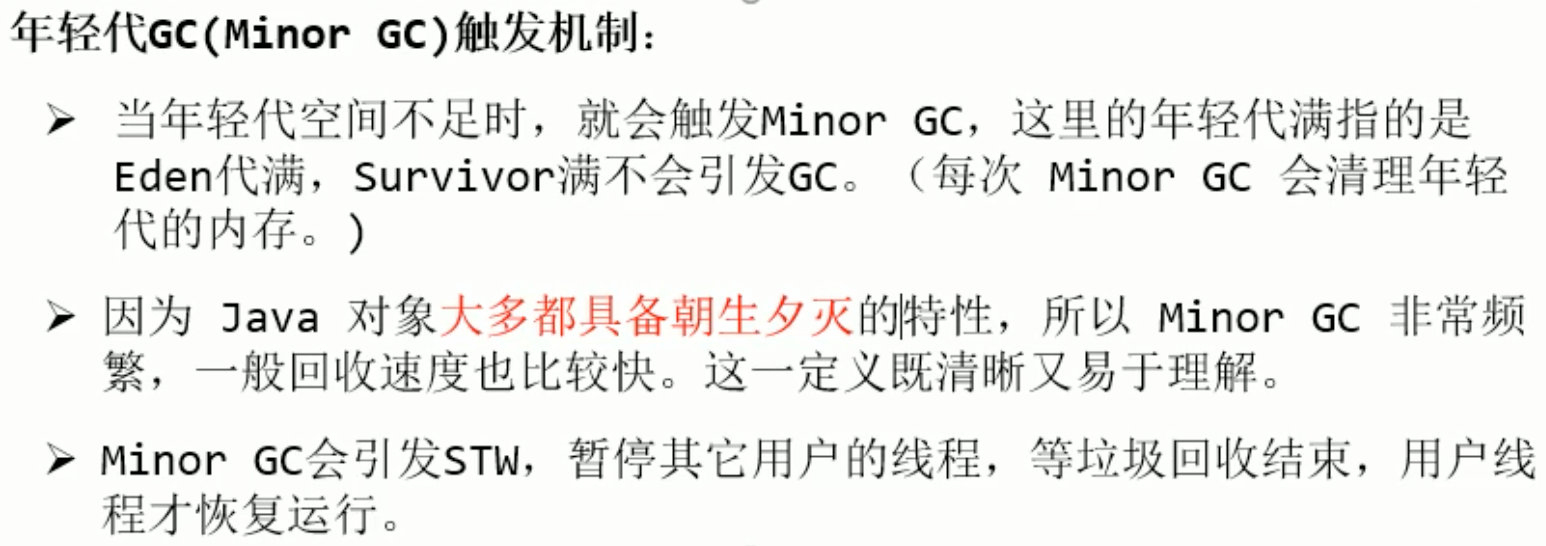 年轻代GC(Minor GC)触发机制：
➢ 当年轻代空间不足时，就会触发Minor GC，这里的年轻代满指的是
Eden代满，Survivor满不会引发GC。（每次 Minor GC 会清理年轻
代的内存。)
➢ 因为 Java 对象大多都具备朝生夕灭的特性，所以 Minor GC 非常频
繁，一般回收速度也比较快。这一定义既清晰又易于理解。
➢ Minor GC会引发STW，暂停其它用户的线程，等垃圾回收结束，用户线
程才恢复运行。